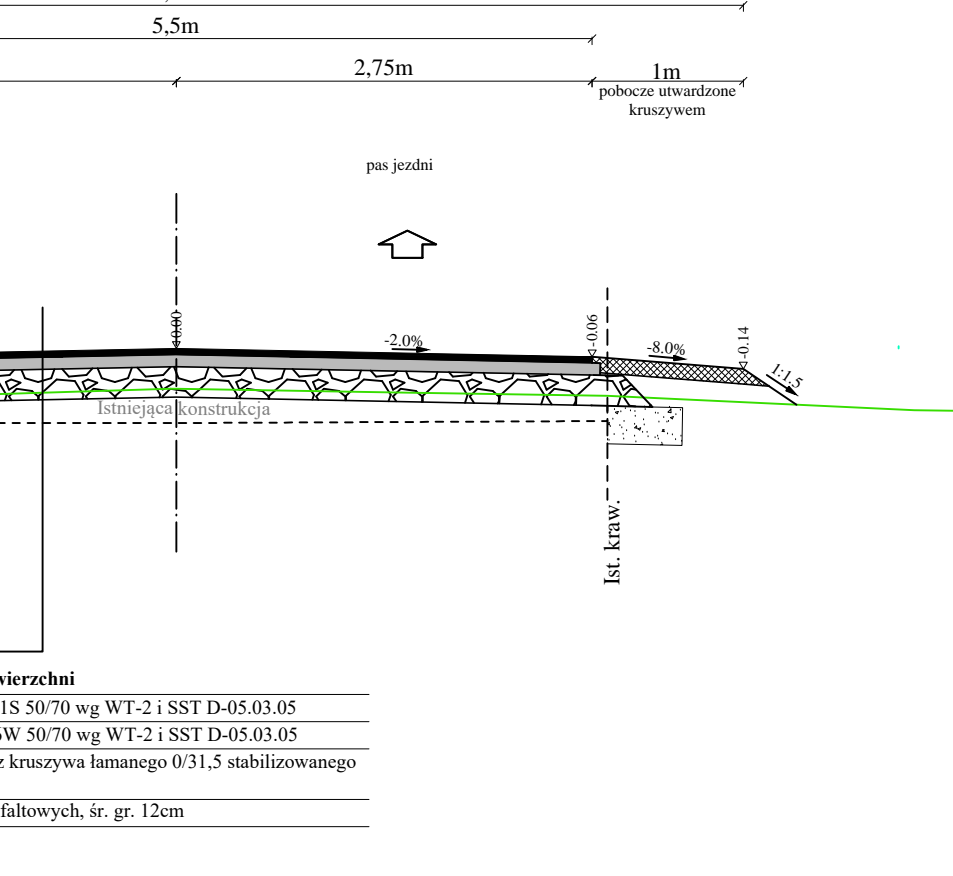 5,5m
2,75m
1m
pobocze utwardzone
kruszywem
pas jezdni
0.00
-2.0%
-0.06
-8.0%
-0.14
1:1.5
Istniejąca konstrukcja
Ist. kraw.
wierzchni
1S 50/70 wg WT-2 i SST D-05.03.05
W 50/70 wg WT-2 i SST D-05.03.05
z kruszywa łamanego 0/31,5 stabilizowanego
faltowych, śr. gr. 12cm